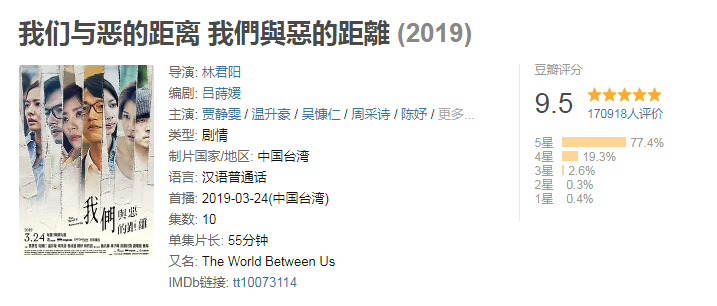 我们与恶的距离 我們與惡的距離 (2019)
导演: 林君阳
编剧: 吕蒔媛
主演: 贾静雯 / 温升豪 / 吴慷仁 / 周采诗 / 陈妤 / 更多...
类型: 剧情
制片国家/地区: 中国台湾
语言: 汉语普通话
首播: 2019-03-24(中国台湾)
集数: 10
单集片长: 55分钟
又名: The World Between Us
IMDb链接: tt10073114
豆瓣评分
9.5
170918人评价
5星 77.4%
4星 19.3%
3星 2.6%
2星 0.3%
1星 0.4%
我們
與惡
的距離
2019
3.24